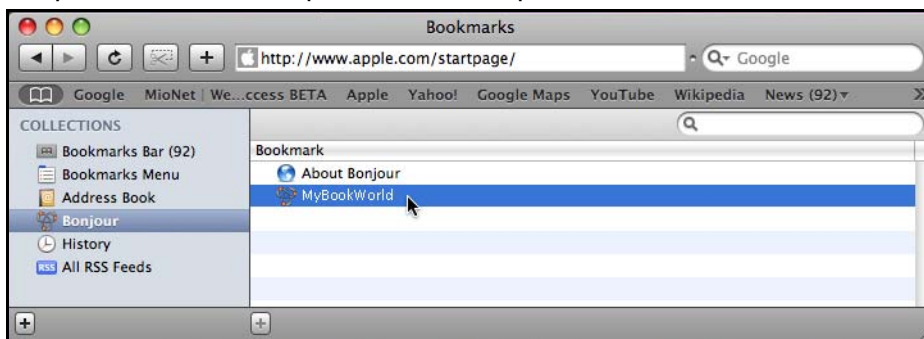 Bookmarks
http://www.apple.com/startpage/
Google
Google MioNet | We...ccess BETA Apple Yahoo! Google Maps YouTube Wikipedia News (92)
COLLECTIONS
Bookmark
Bookmarks Bar (92)
About Bonjour
Bookmarks Menu
MyBookWorld
Address Book
Bonjour
History
RSS All RSS Feeds